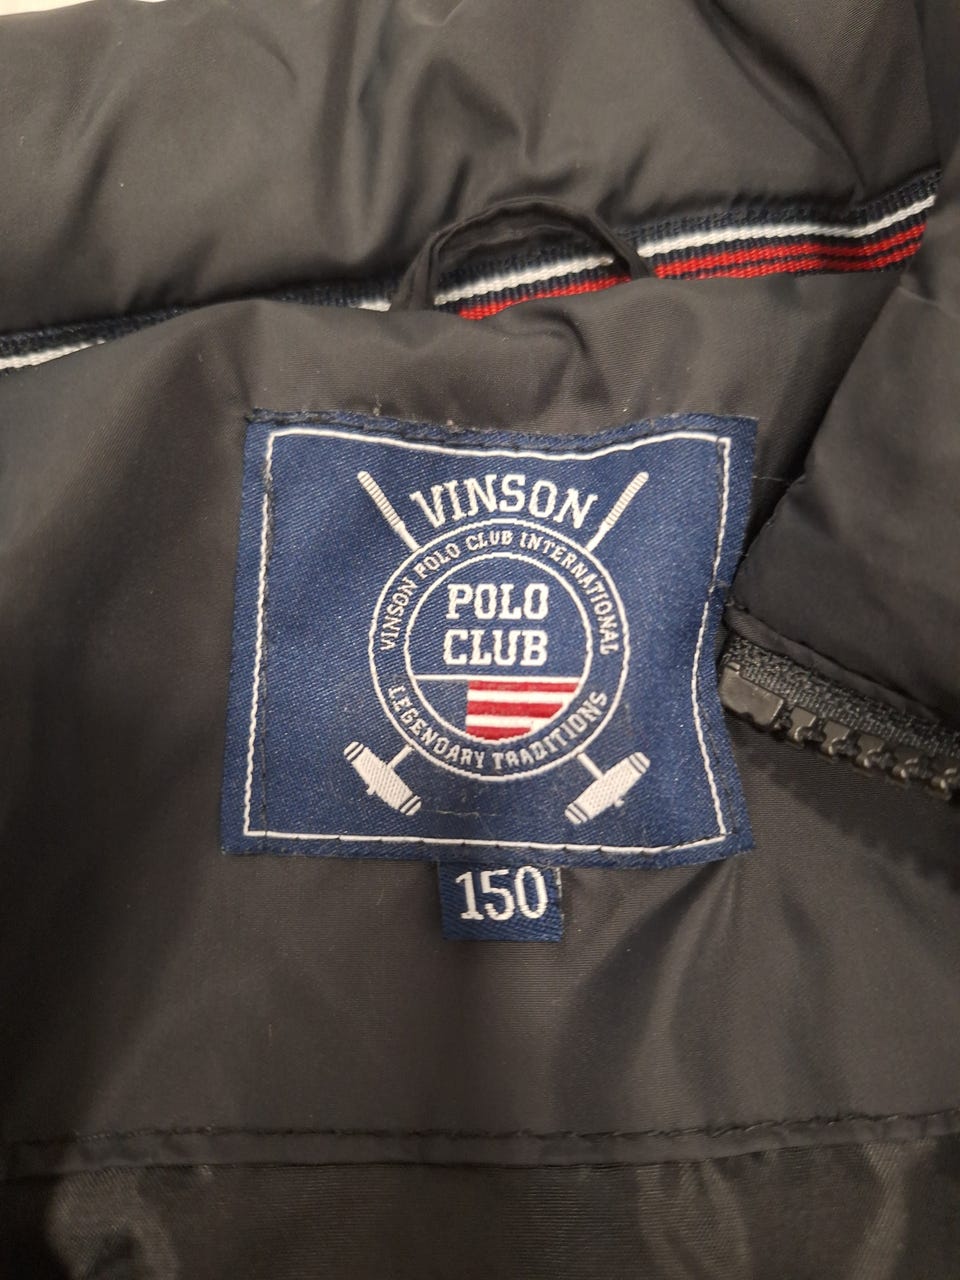 VINSON
VINSON POLO CLUB INTERNATIONAL
POLO
CLUB
LEGENDARY TRADITIONS
150